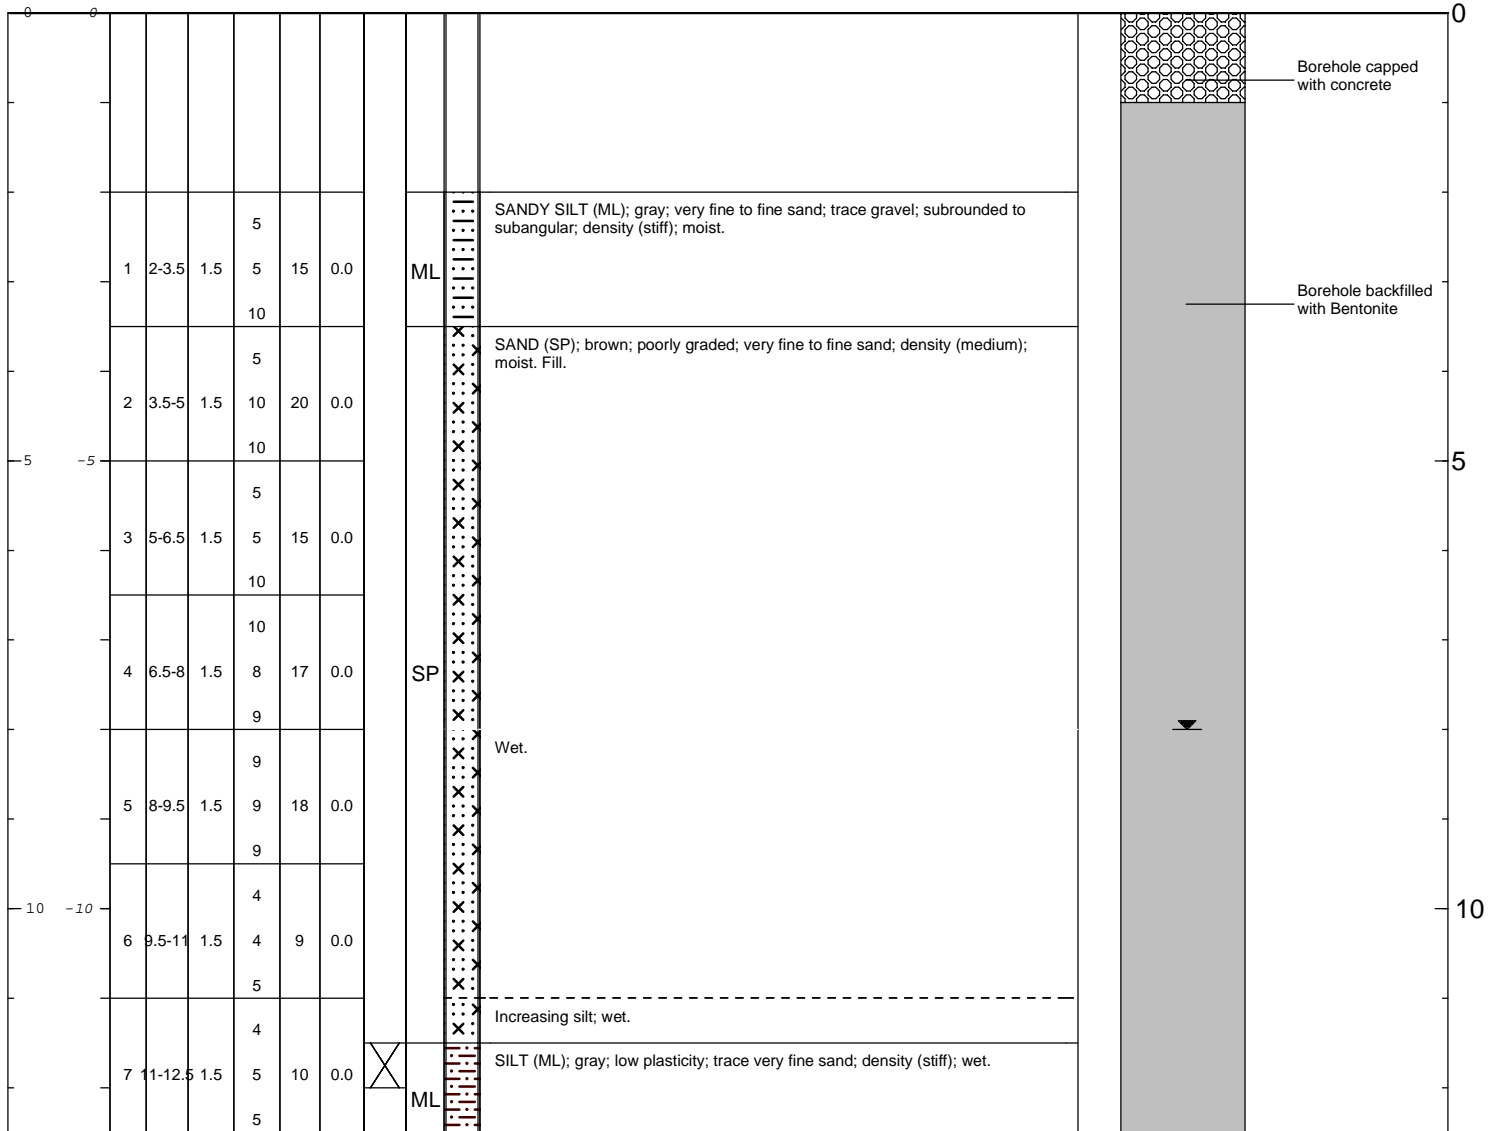 0 0 0
Borehole capped
with concrete
SANDY SILT (ML); gray; very fine to fine sand; trace gravel; subrounded to
subangular; density (stiff); moist.
5
1 2-3.5 1.5 5 15 0.0 ML
10
Borehole backfilled
with Bentonite
SAND (SP); brown; poorly graded; very fine to fine sand; density (medium);
moist. Fill.
5
2 3.5-5 1.5 10 20 0.0
10
5 -5 5
5
3 5-6.5 1.5 5 15 0.0
10
10
4 6.5-8 1.5 8 17 0.0 SP
9
Wet.
9
5 8-9.5 1.5 9 18 0.0
9
4
10 -10 10
6 9.5-11 1.5 4 9 0.0
5
Increasing silt; wet.
4
SILT (ML); gray; low plasticity; trace very fine sand; density (stiff); wet.
7 11-12.5 1.5 5 10 0.0
ML
5